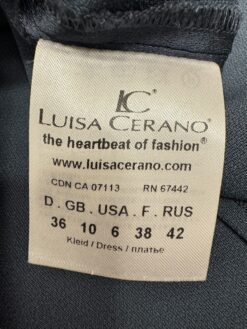 LC
LUISA CERANO®
the heartbeat of fashion®
www.luisacerano.com
CDN CA 07113 RN 67442
D . GB . USA . F . RUS
36 10 6 38 42
Kleid / Dress / платье